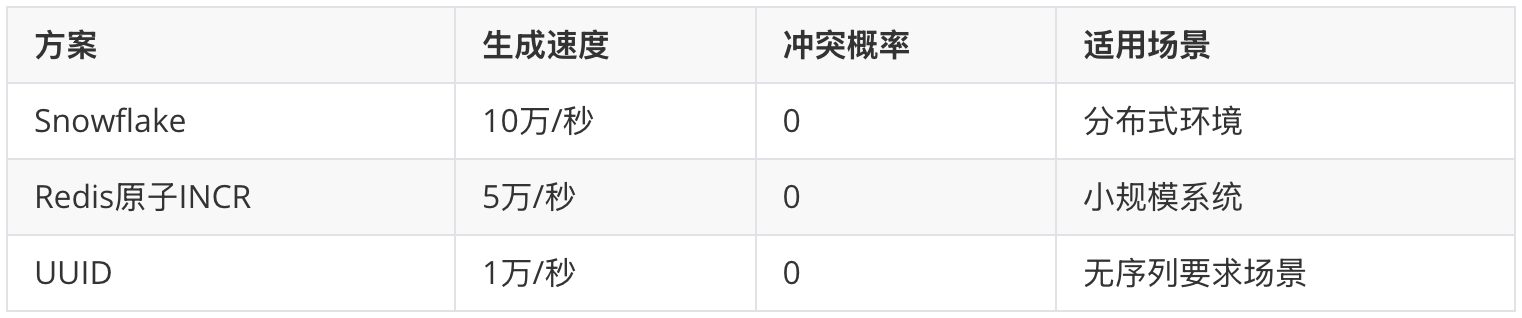 方案 生成速度 冲突概率 适用场景
Snowflake 10万/秒 0 分布式环境
Redis原子INCR 5万/秒 0 小规模系统
UUID 1万/秒 0 无序列要求场景